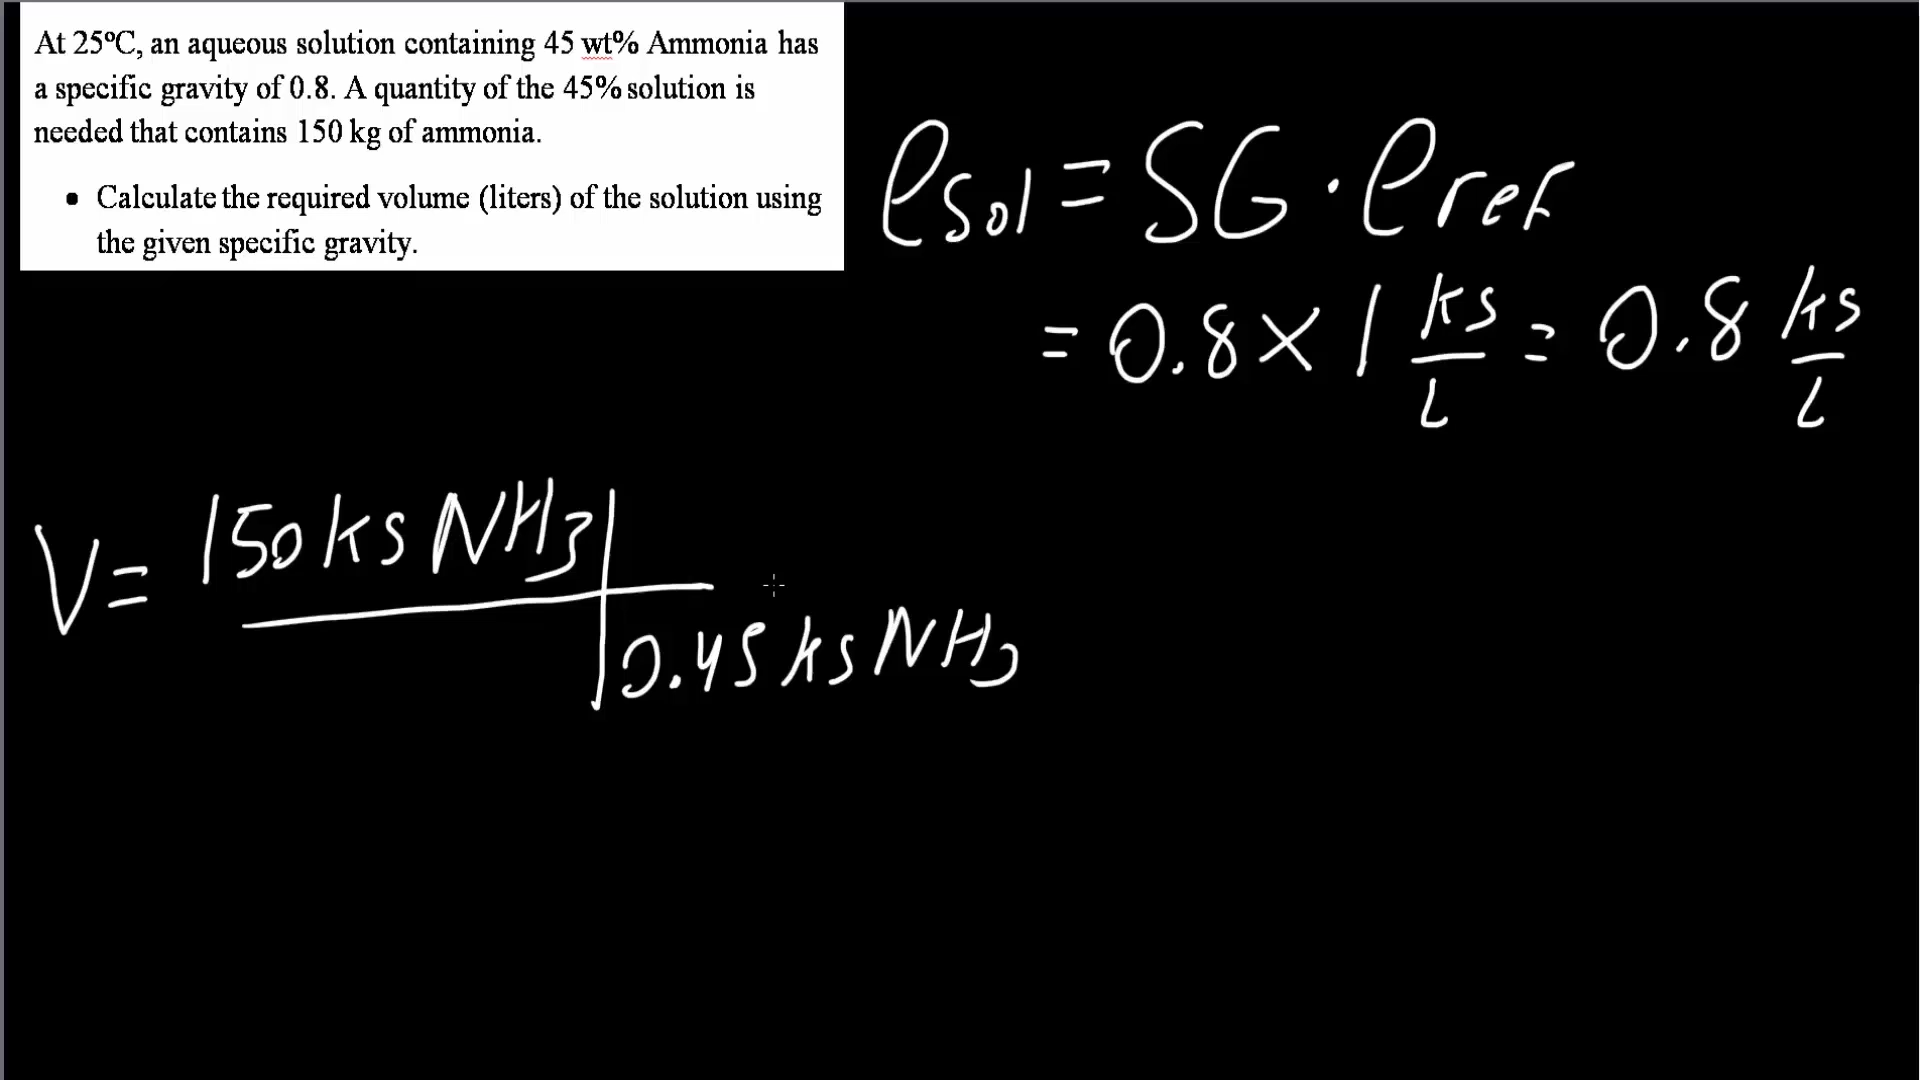 At 25ºC, an aqueous solution containing 45 wt% Ammonia has
a specific gravity of 0.8. A quantity of the 45% solution is
needed that contains 150 kg of ammonia.
• Calculate the required volume (liters) of the solution using
the given specific gravity.
ρsol = SG · ρref
= 0.8 × 1 kg/L = 0.8 kg/L
V = 150 kg NH3
0.45 kg NH3